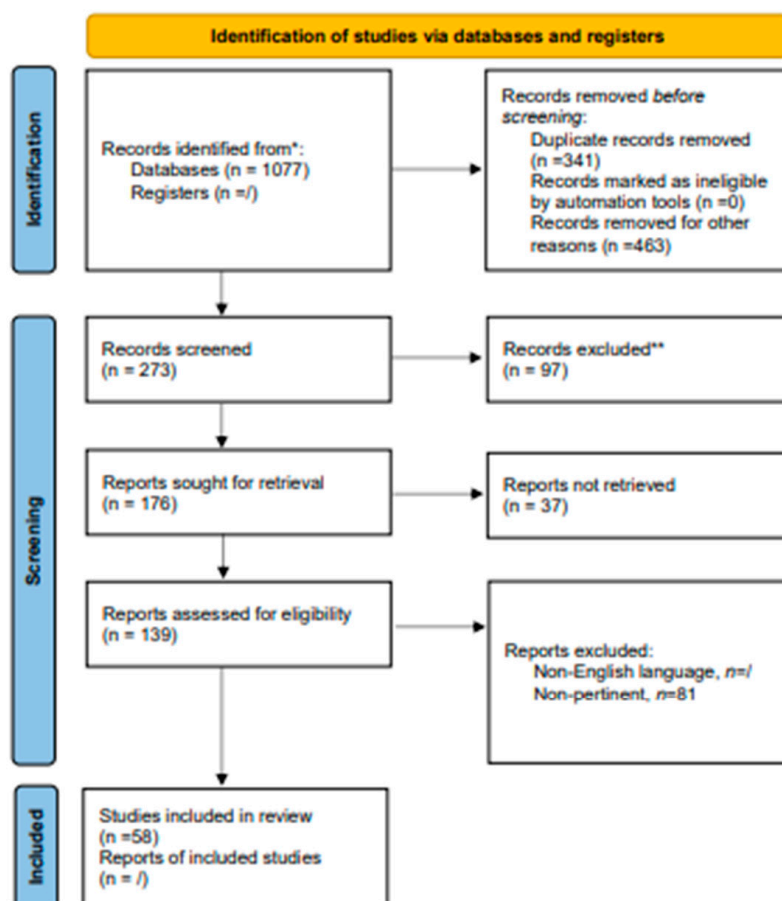 Identification of studies via databases and registers
Identification
Records identified from*:
Databases (n = 1077)
Registers (n =/)
Records removed before
screening:
Duplicate records removed
(n =341)
Records marked as ineligible
by automation tools (n =0)
Records removed for other
reasons (n =463)
Screening
Records screened
(n = 273)
Records excluded**
(n = 97)
Reports sought for retrieval
(n = 176)
Reports not retrieved
(n = 37)
Reports assessed for eligibility
(n = 139)
Reports excluded:
Non-English language, n=/
Non-pertinent, n=81
Included
Studies included in review
(n =58)
Reports of included studies
(n = /)